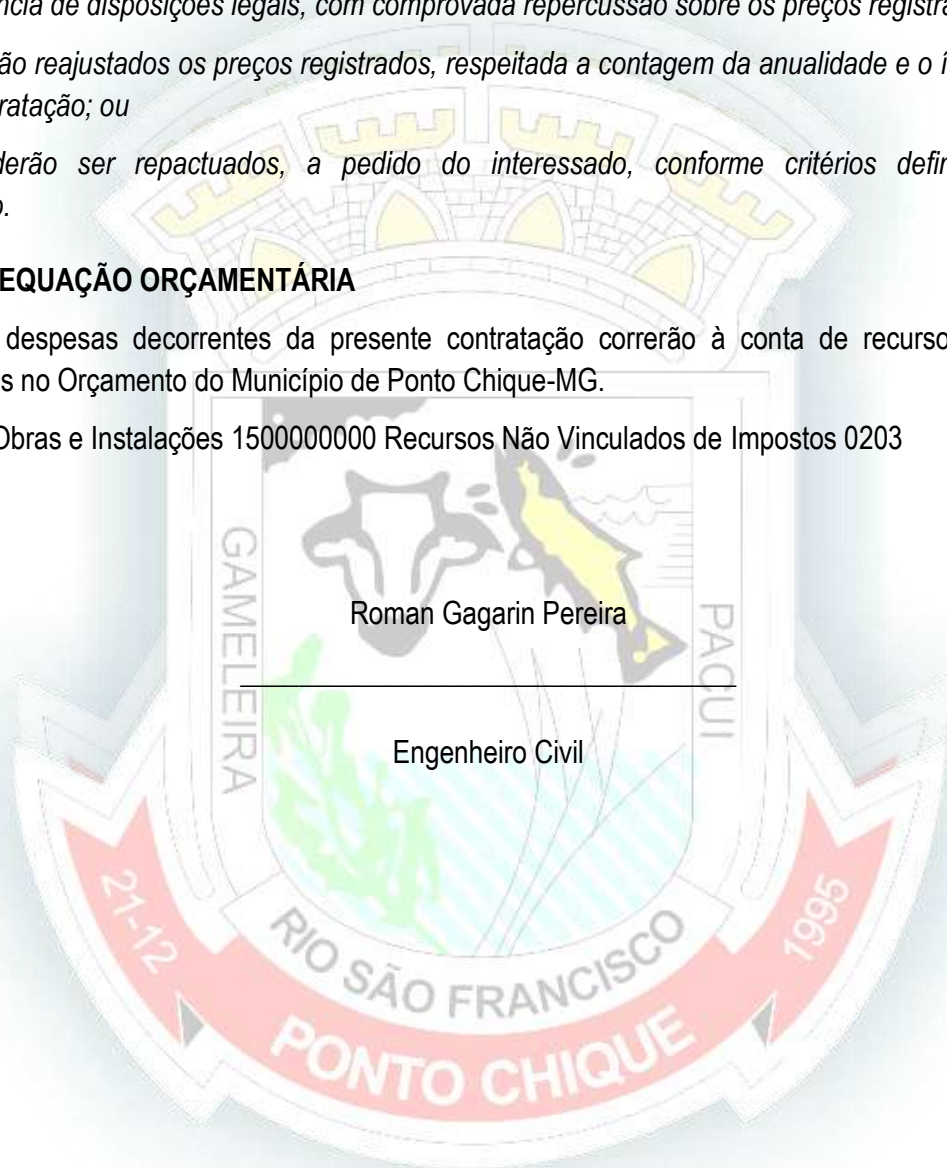 ncia de disposições legais, com comprovada repercussão sobre os preços registra
ão reajustados os preços registrados, respeitada a contagem da anualidade e o í
ratação; ou
derão ser repactuados, a pedido do interessado, conforme critérios defin
o.
EQUAÇÃO ORÇAMENTÁRIA
despesas decorrentes da presente contratação correrão à conta de recurso
s no Orçamento do Município de Ponto Chique-MG.
Obras e Instalações 1500000000 Recursos Não Vinculados de Impostos 0203
Roman Gagarin Pereira
Engenheiro Civil
GAMELEIRA
PACUI
21-12
RIO SÃO FRANCISCO
1995
PONTO CHIQUE